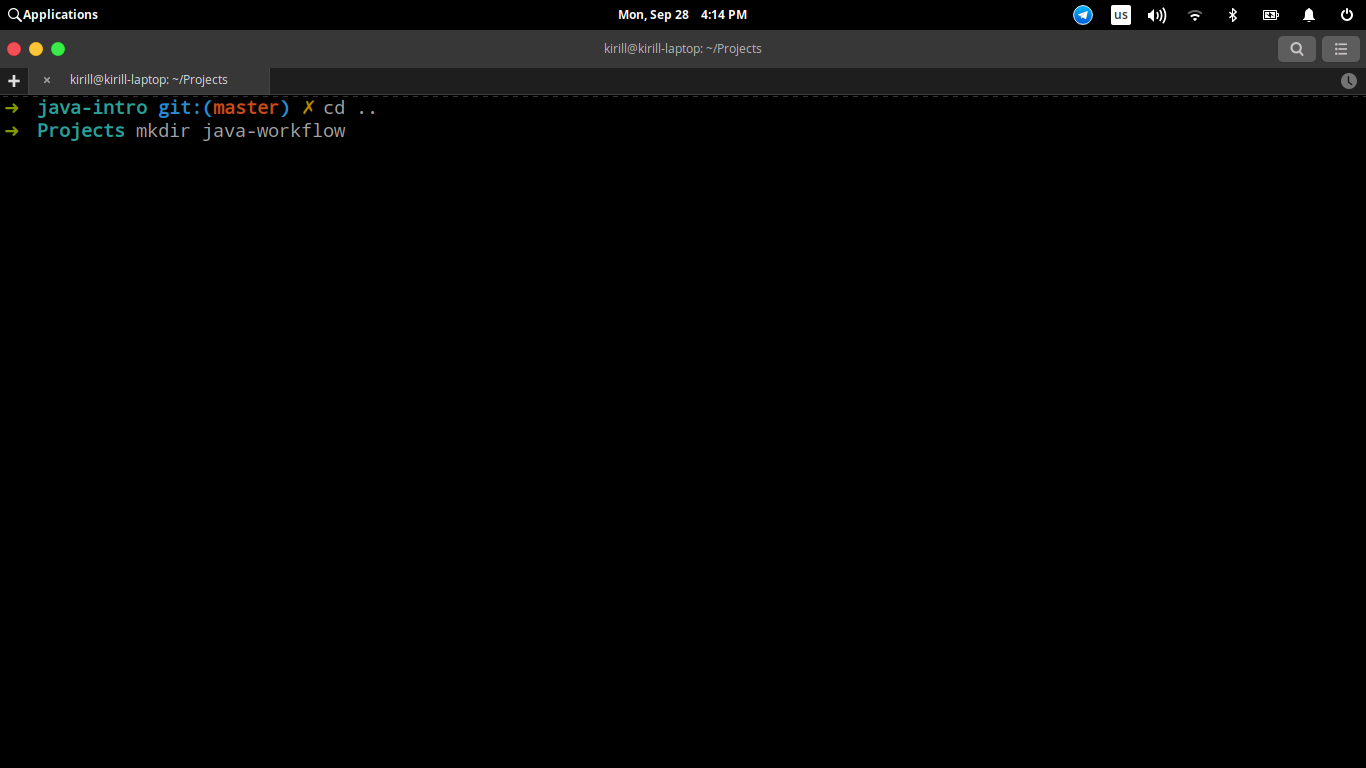 Applications
Mon, Sep 28 4:14 PM
us
kirill@kirill-laptop: ~/Projects
kirill@kirill-laptop: ~/Projects
➜ java-intro git:(master) ✗ cd ..
➜ Projects mkdir java-workflow